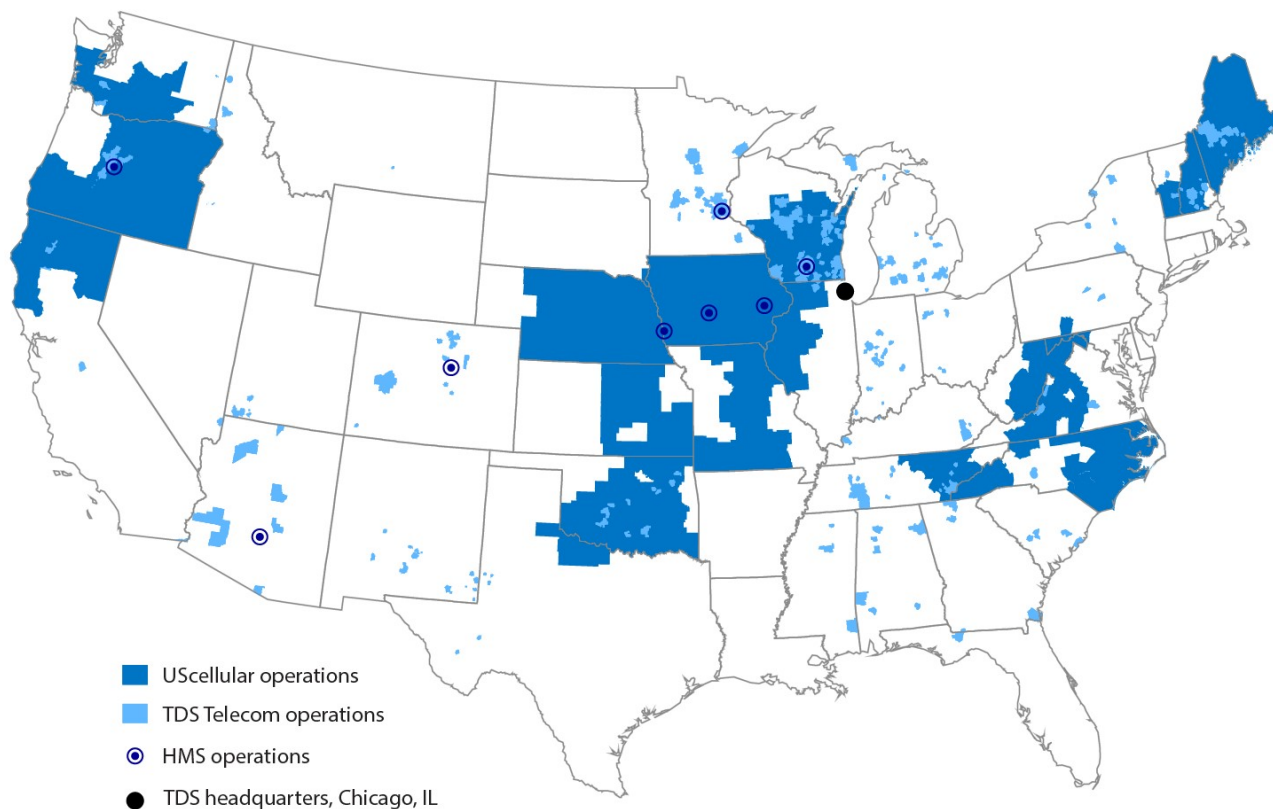 UScellular operations
TDS Telecom operations
HMS operations
TDS headquarters, Chicago, IL